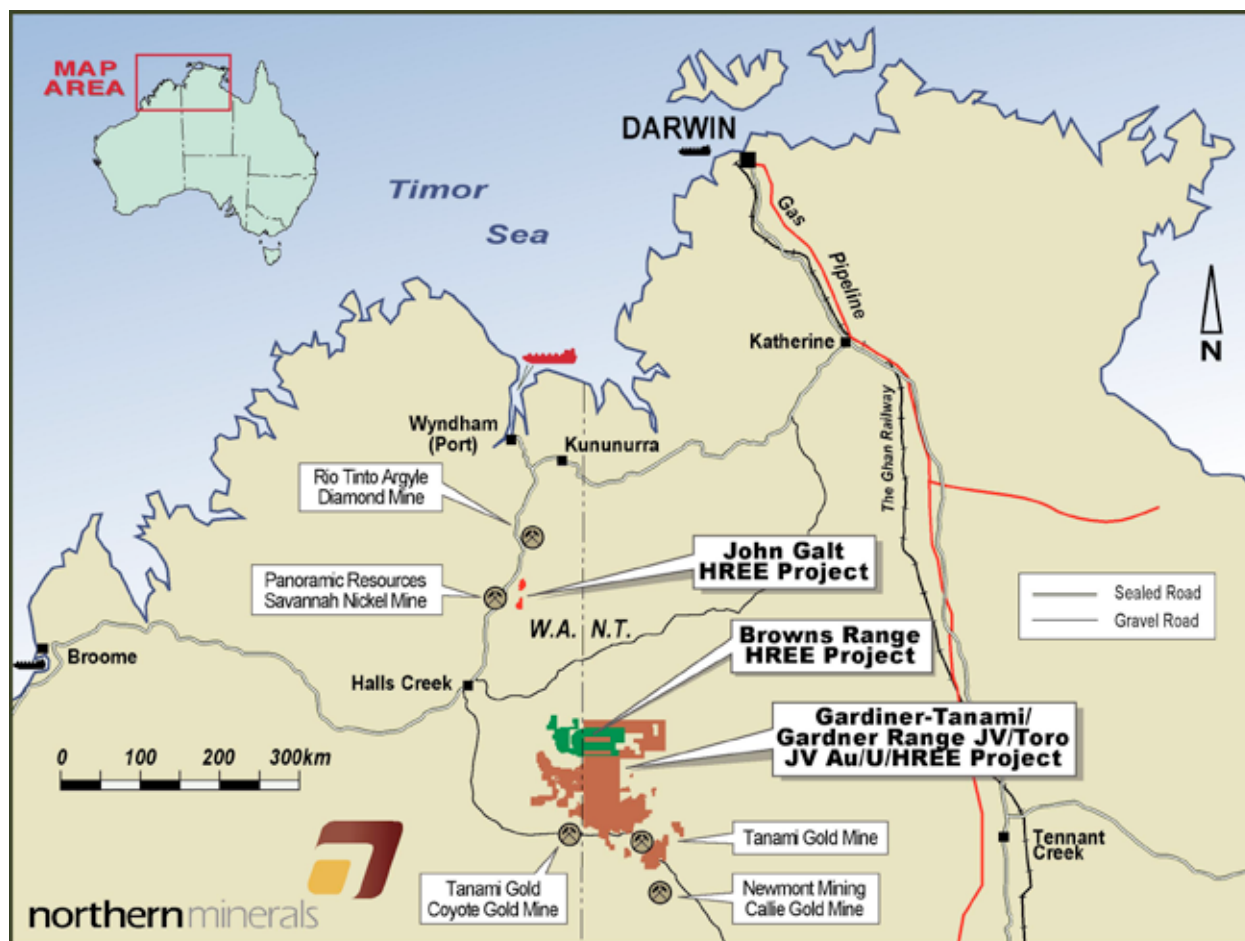 MAP
AREA
DARWIN
Timor
Sea
Gas
Pipeline
Katherine
N
Wyndham
(Port)
Kununurra
The Ghan Railway
Rio Tinto Argyle
Diamond Mine
John Galt
HREE Project
Panoramic Resources
Savannah Nickel Mine
Sealed Road
Gravel Road
W.A.
N.T.
Browns Range
HREE Project
Broome
Halls Creek
Gardiner-Tanami/
Gardner Range JV/Toro
JV Au/U/HREE Project
0 100 200 300km
Tanami Gold Mine
Tennant
Creek
Tanami Gold
Coyote Gold Mine
Newmont Mining
Callie Gold Mine
northernminerals